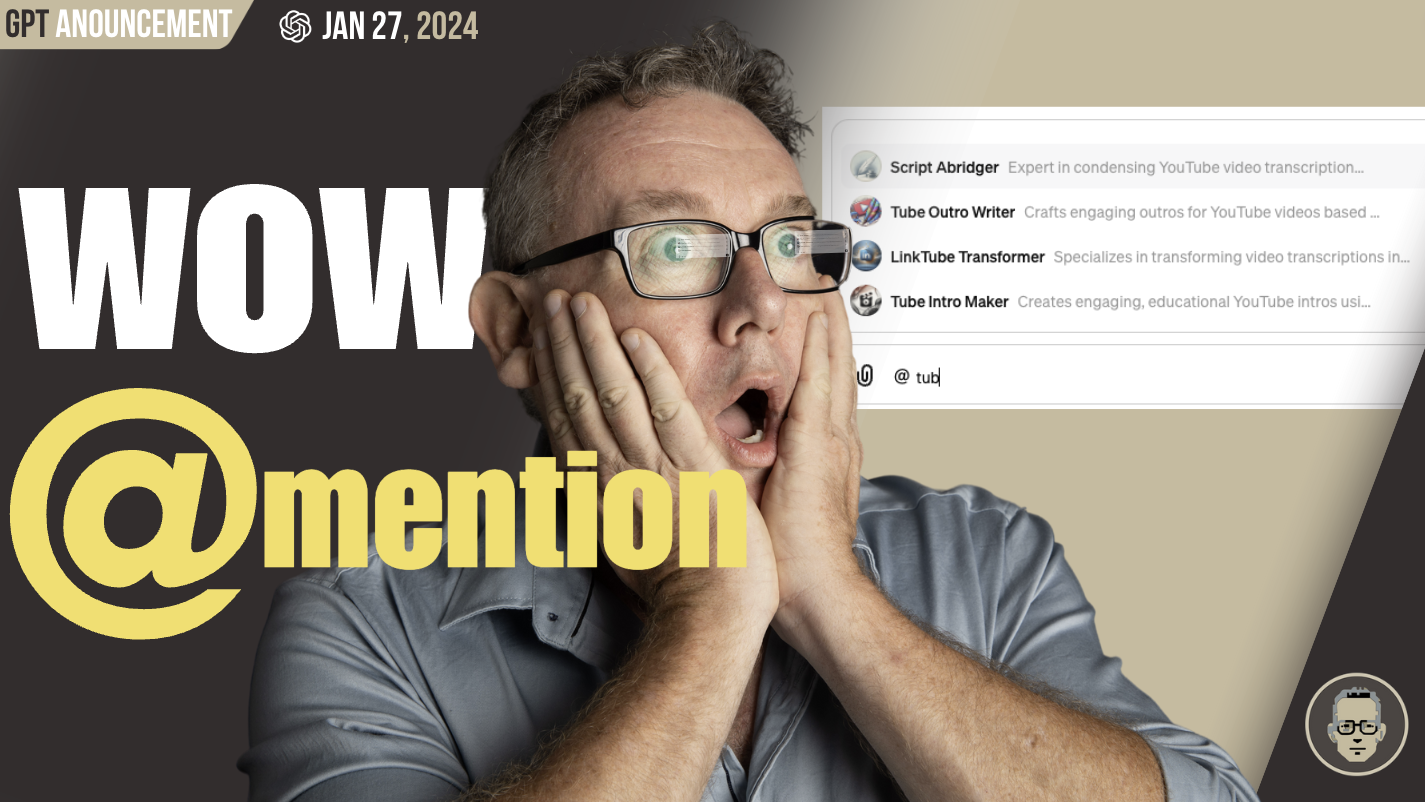 GPT ANOUNCEMENT
JAN 27, 2024
WOW
@mention
Script Abridger Expert in condensing YouTube video transcription...
Tube Outro Writer Crafts engaging outros for YouTube videos based ...
LinkTube Transformer Specializes in transforming video transcriptions in...
Tube Intro Maker Creates engaging, educational YouTube intros usi...
@ tub